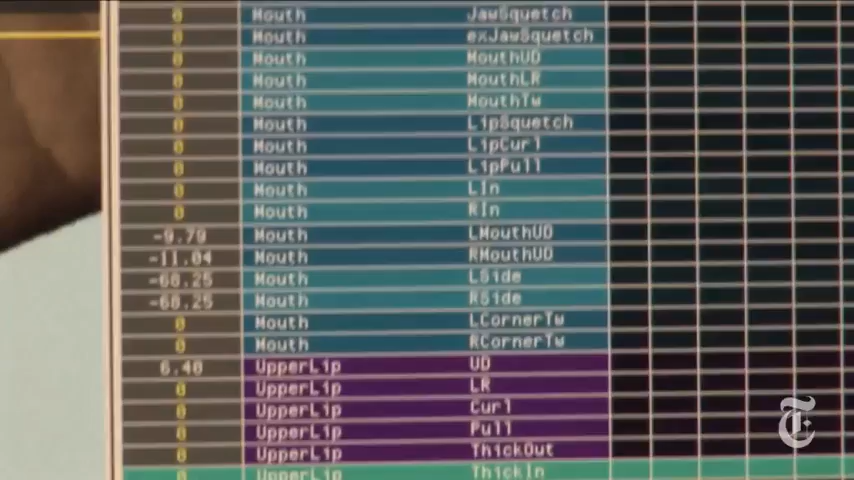 0 Mouth JawSquetch
0 Mouth exJawSquetch
0 Mouth MouthUD
0 Mouth MouthLR
0 Mouth MouthTw
0 Mouth LipSquetch
0 Mouth LipCurl
0 Mouth LipPull
0 Mouth LIn
0 Mouth RIn
-9.79 Mouth LMouthUD
-11.04 Mouth RMouthUD
-68.25 Mouth LSide
-68.25 Mouth RSide
0 Mouth LCornerTw
0 Mouth RCornerTw
6.40 UpperLip UD
0 UpperLip LR
0 UpperLip Curl
0 UpperLip Pull
0 UpperLip ThickOut
0 UpperLip ThickIn
T